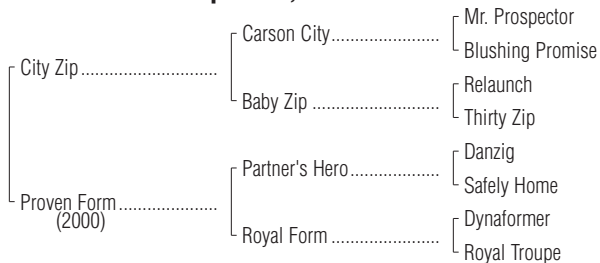 Mr. Prospector
Carson City
Blushing Promise
City Zip
Relaunch
Baby Zip
Thirty Zip
Danzig
Partner's Hero
Safely Home
Proven Form
(2000)
Dynaformer
Royal Form
Royal Troupe